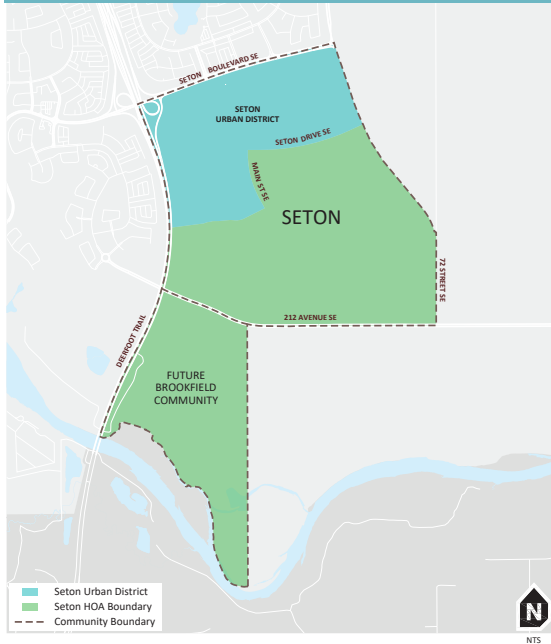 SETON BOULEVARD SE
SETON
URBAN DISTRICT
SETON DRIVE SE
MAIN ST SE
SETON
72 STREET SE
212 AVENUE SE
DEERFOOT TRAIL
FUTURE
BROOKFIELD
COMMUNITY
Seton Urban District
Seton HOA Boundary
Community Boundary
N
NTS